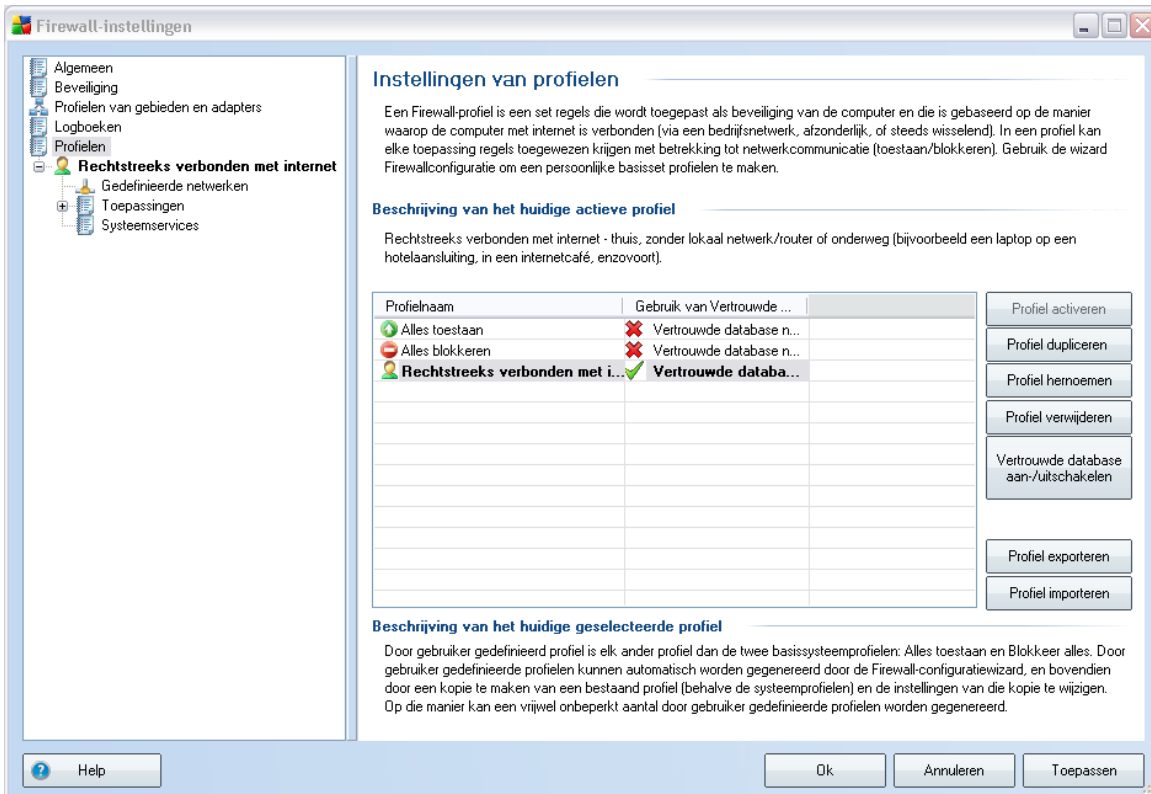 Firewall-instellingen
Algemeen
Beveiliging
Profielen van gebieden en adapters
Logboeken
Profielen
Rechtstreeks verbonden met internet
Gedefinieerde netwerken
Toepassingen
Systeemservices
Instellingen van profielen
Een Firewall-profiel is een set regels die wordt toegepast als beveiliging van de computer en die is gebaseerd op de manier
waarop de computer met internet is verbonden (via een bedrijfsnetwerk, afzonderlijk, of steeds wisselend). In een profiel kan
elke toepassing regels toegewezen krijgen met betrekking tot netwerkcommunicatie (toestaan/blokkeren). Gebruik de wizard
Firewallconfiguratie om een persoonlijke basisset profielen te maken.
Beschrijving van het huidige actieve profiel
Rechtstreeks verbonden met internet - thuis, zonder lokaal netwerk/router of onderweg (bijvoorbeeld een laptop op een
hotelaansluiting, in een internetcafé, enzovoort).
Profielnaam Gebruik van Vertrouwde ...
Alles toestaan Vertrouwde database n...
Alles blokkeren Vertrouwde database n...
Rechtstreeks verbonden met i... Vertrouwde databa...
Profiel activeren
Profiel dupliceren
Profiel hernoemen
Profiel verwijderen
Vertrouwde database
aan-/uitschakelen
Profiel exporteren
Profiel importeren
Beschrijving van het huidige geselecteerde profiel
Door gebruiker gedefinieerd profiel is elk ander profiel dan de twee basissysteemprofielen: Alles toestaan en Blokkeer alles. Door
gebruiker gedefinieerde profielen kunnen automatisch worden gegenereerd door de Firewall-configuratiewizard, en bovendien
door een kopie te maken van een bestaand profiel (behalve de systeemprofielen) en de instellingen van die kopie te wijzigen.
Op die manier kan een vrijwel onbeperkt aantal door gebruiker gedefinieerde profielen worden gegenereerd.
Help
Ok
Annuleren
Toepassen